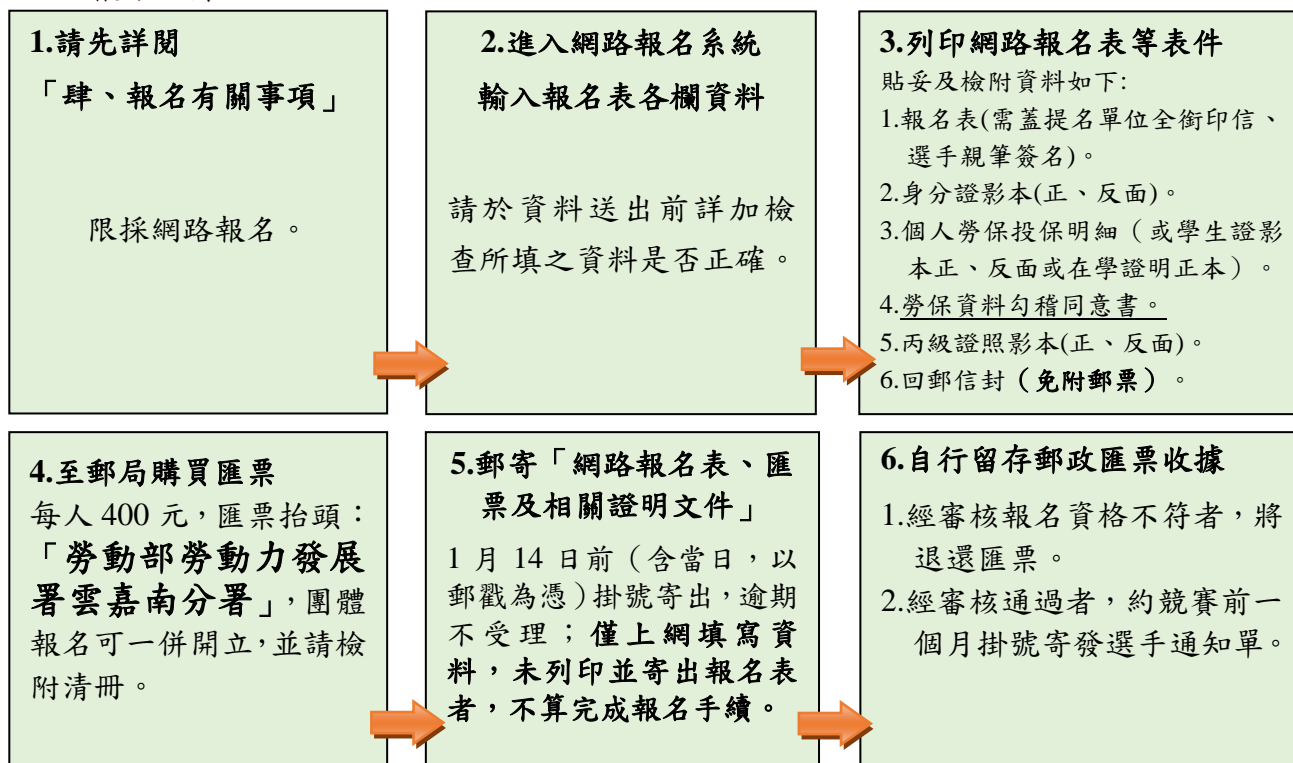 1.請先詳閱
「肆、報名有關事項」
限採網路報名。
2.進入網路報名系統
輸入報名表各欄資料
請於資料送出前詳加檢
查所填之資料是否正確。
3.列印網路報名表等表件
貼妥及檢附資料如下:
1.報名表(需蓋提名單位全銜印信、
選手親筆簽名)。
2.身分證影本(正、反面)。
3.個人勞保投保明細（或學生證影
本正、反面或在學證明正本）。
4.勞保資料勾稽同意書。
5.丙級證照影本(正、反面)。
6.回郵信封（免附郵票）。
4.至郵局購買匯票
每人 400 元，匯票抬頭：
「勞動部勞動力發展
署雲嘉南分署」，團體
報名可一併開立，並請檢
附清冊。
5.郵寄「網路報名表、匯
票及相關證明文件」
1 月 14 日前（含當日，以
郵戳為憑）掛號寄出，逾期
不受理；僅上網填寫資
料，未列印並寄出報名表
者，不算完成報名手續。
6.自行留存郵政匯票收據
1.經審核報名資格不符者，將
退還匯票。
2.經審核通過者，約競賽前一
個月掛號寄發選手通知單。